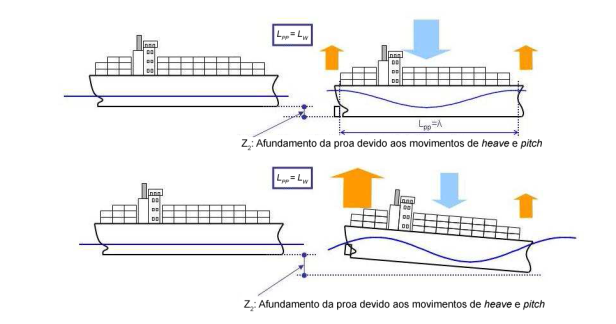 L_PP = L_W
L_pp=λ
Z_2: Afundamento da proa devido aos movimentos de heave e pitch
L_PP = L_W
Z_2: Afundamento da proa devido aos movimentos de heave e pitch